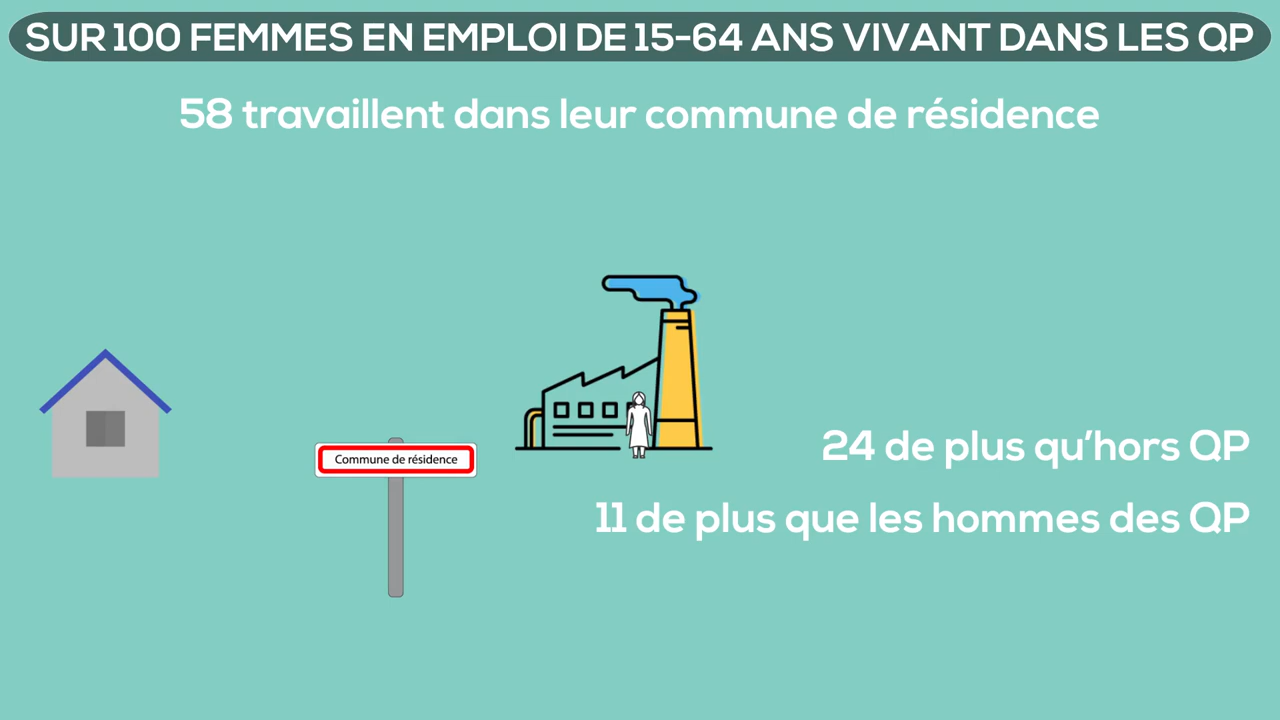 SUR 100 FEMMES EN EMPLOI DE 15-64 ANS VIVANT DANS LES QP
58 travaillent dans leur commune de résidence
Commune de résidence
24 de plus qu'hors QP
11 de plus que les hommes des QP